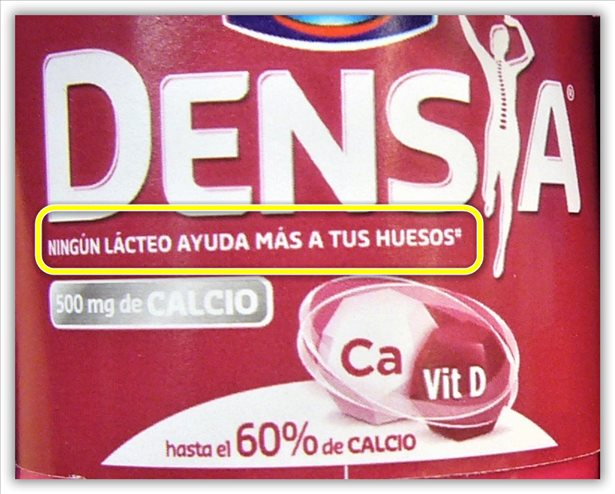 DENSIA®
NINGÚN LÁCTEO AYUDA MÁS A TUS HUESOS
500 mg de CALCIO
Ca
Vit D
hasta el 60% de CALCIO